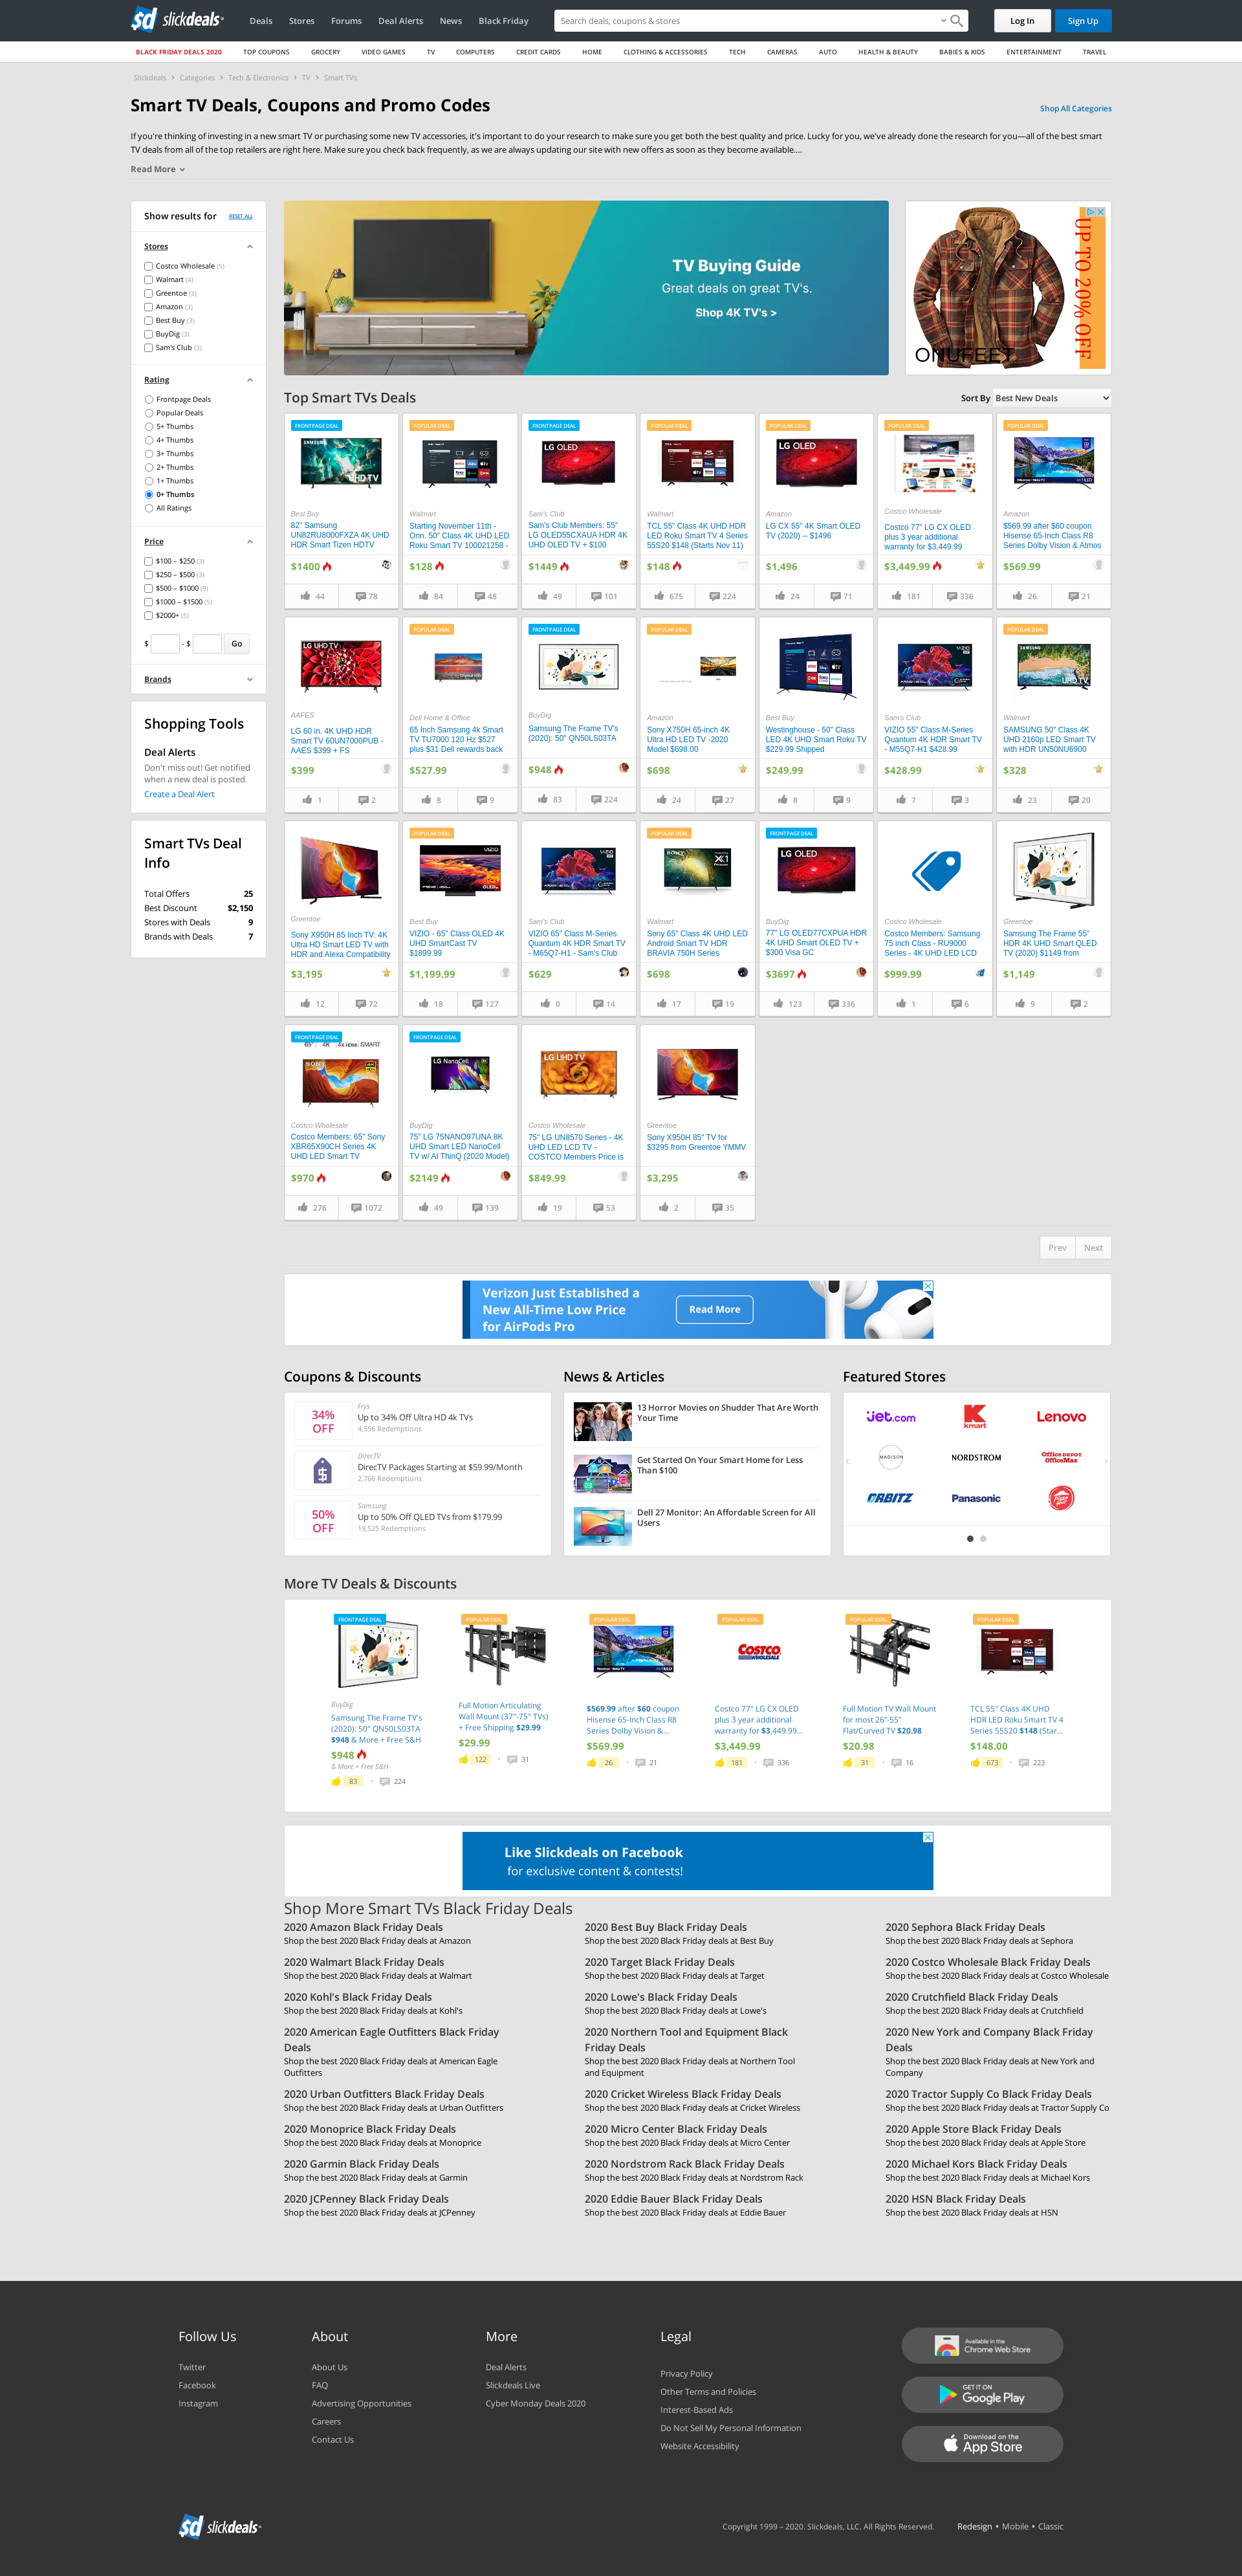 sd slickdeals
Deals Stores Forums Deal Alerts News Black Friday
Search deals, coupons & stores
Log In
Sign Up
BLACK FRIDAY DEALS 2020 TOP COUPONS GROCERY VIDEO GAMES TV COMPUTERS CREDIT CARDS HOME CLOTHING & ACCESSORIES TECH CAMERAS AUTO HEALTH & BEAUTY BABIES & KIDS ENTERTAINMENT TRAVEL
Slickdeals > Categories > Tech & Electronics > TV > Smart TVs
Smart TV Deals, Coupons and Promo Codes
Shop All Categories
If you're thinking of investing in a new smart TV or purchasing some new TV accessories, it's important to do your research to make sure you get both the best quality and price. Lucky for you, we've already done the research for you—all of the best smart
TV deals from all of the top retailers are right here. Make sure you check back frequently, as we are always updating our site with new offers as soon as they become available....
Read More
Show results for
RESET ALL
Stores
Costco Wholesale (5)
Walmart (4)
Greentoe (3)
Amazon (3)
Best Buy (3)
BuyDig (3)
Sam's Club (3)
Rating
Frontpage Deals
Popular Deals
5+ Thumbs
4+ Thumbs
3+ Thumbs
2+ Thumbs
1+ Thumbs
0+ Thumbs
All Ratings
Price
$100 – $250 (3)
$250 – $500 (3)
$500 – $1000 (9)
$1000 – $1500 (5)
$2000+ (5)
$ - $ Go
Brands
Shopping Tools
Deal Alerts
Don't miss out! Get notified
when a new deal is posted.
Create a Deal Alert
Smart TVs Deal
Info
Total Offers 25
Best Discount $2,150
Stores with Deals 9
Brands with Deals 7
TV Buying Guide
Great deals on great TV's.
Shop 4K TV's >
UP TO 20% OFF
ONUFEET
Top Smart TVs Deals
Sort By Best New Deals
FRONTPAGE DEAL
SAMSUNG
UHD TV
Best Buy
82" Samsung
UN82RU8000FXZA 4K UHD
HDR Smart Tizen HDTV
$1400
44 78
POPULAR DEAL
Walmart
Starting November 11th -
Onn. 50" Class 4K UHD LED
Roku Smart TV 100021258 -
$128
84 48
FRONTPAGE DEAL
LG OLED
Sam's Club
Sam's Club Members: 55"
LG OLED55CXAUA HDR 4K
UHD OLED TV + $100
$1449
49 101
POPULAR DEAL
Walmart
TCL 55" Class 4K UHD HDR
LED Roku Smart TV 4 Series
55S20 $148 (Starts Nov 11)
$148
675 224
POPULAR DEAL
LG OLED
Amazon
LG CX 55" 4K Smart OLED
TV (2020) -- $1496
$1,496
24 71
POPULAR DEAL
Costco Wholesale
Costco 77" LG CX OLED
plus 3 year additional
warranty for $3,449.99
$3,449.99
181 336
POPULAR DEAL
Amazon
$569.99 after $60 coupon
Hisense 65-Inch Class R8
Series Dolby Vision & Atmos
$569.99
26 21
LG UHD TV
AAFES
LG 60 in. 4K UHD HDR
Smart TV 60UN7000PUB -
AAES $399 + FS
$399
1 2
POPULAR DEAL
Dell Home & Office
65 Inch Samsung 4k Smart
TV TU7000 120 Hz $527
plus $31 Dell rewards back
$527.99
8 9
FRONTPAGE DEAL
BuyDig
Samsung The Frame TV's
(2020): 50" QN50LS03TA
$948
83 224
POPULAR DEAL
Amazon
Sony X750H 65-inch 4K
Ultra HD LED TV -2020
Model $698.00
$698
24 27
Best Buy
Westinghouse - 50" Class
LED 4K UHD Smart Roku TV
$229.99 Shipped
$249.99
8 9
VIZIO
Sam's Club
VIZIO 55" Class M-Series
Quantum 4K HDR Smart TV
- M55Q7-H1 $428.99
$428.99
7 3
POPULAR DEAL
SAMSUNG
UHD TV
Walmart
SAMSUNG 50" Class 4K
UHD 2160p LED Smart TV
with HDR UN50NU6900
$328
23 20
Greentoe
Sony X950H 85 Inch TV: 4K
Ultra HD Smart LED TV with
HDR and Alexa Compatibility
$3,195
12 72
POPULAR DEAL
VIZIO
OLED
Best Buy
VIZIO - 65" Class OLED 4K
UHD SmartCast TV
$1899.99
$1,199.99
18 127
VIZIO
Sam's Club
VIZIO 65" Class M-Series
Quantum 4K HDR Smart TV
- M65Q7-H1 - Sam's Club
$629
0 14
POPULAR DEAL
SONY
X1
Walmart
Sony 65" Class 4K UHD LED
Android Smart TV HDR
BRAVIA 750H Series
$698
17 19
FRONTPAGE DEAL
LG OLED
BuyDig
77" LG OLED77CXPUA HDR
4K UHD Smart OLED TV +
$300 Visa GC
$3697
123 336
Costco Wholesale
Costco Members: Samsung
75 inch Class - RU9000
Series - 4K UHD LED LCD
$999.99
1 6
Greentoe
Samsung The Frame 55"
HDR 4K UHD Smart QLED
TV (2020) $1149 from
$1,149
9 2
FRONTPAGE DEAL
65" 4K 4x HDMI SMART
SONY
Costco Wholesale
Costco Members: 65" Sony
XBR65X90CH Series 4K
UHD LED Smart TV
$970
276 1072
FRONTPAGE DEAL
LG NanoCell
BuyDig
75" LG 75NANO97UNA 8K
UHD Smart LED NanoCell
TV w/ AI ThinQ (2020 Model)
$2149
49 139
LG UHD TV
Costco Wholesale
75" LG UN8570 Series - 4K
UHD LED LCD TV -
COSTCO Members Price is
$849.99
19 53
Greentoe
Sony X950H 85" TV for
$3295 from Greentoe YMMV
$3,295
2 35
Prev Next
Verizon Just Established a
New All-Time Low Price
for AirPods Pro
Read More
Coupons & Discounts
34%
OFF
Frys
Up to 34% Off Ultra HD 4k TVs
4,556 Redemptions
DirecTV
DirecTV Packages Starting at $59.99/Month
2,766 Redemptions
50%
OFF
Samsung
Up to 50% Off QLED TVs from $179.99
19,525 Redemptions
News & Articles
13 Horror Movies on Shudder That Are Worth
Your Time
Get Started On Your Smart Home for Less
Than $100
Dell 27 Monitor: An Affordable Screen for All
Users
Featured Stores
Jet.com
kmart
Lenovo
MADISON
NORDSTROM
Office DEPOT
OfficeMax
ORBITZ
Panasonic
Pizza Hut
More TV Deals & Discounts
FRONTPAGE DEAL
BuyDig
Samsung The Frame TV's
(2020): 50" QN50LS03TA
$948 & More + Free S&H
$948
& More + Free S&H
83 • 224
POPULAR DEAL
Full Motion Articulating
Wall Mount (37"-75" TVs)
+ Free Shipping $29.99
$29.99
122 • 31
POPULAR DEAL
$569.99 after $60 coupon
Hisense 65-Inch Class R8
Series Dolby Vision &...
$569.99
26 • 21
POPULAR DEAL
Costco
WHOLESALE
Costco 77" LG CX OLED
plus 3 year additional
warranty for $3,449.99...
$3,449.99
181 • 336
POPULAR DEAL
Full Motion TV Wall Mount
for most 26"-55"
Flat/Curved TV $20.98
$20.98
31 • 16
POPULAR DEAL
TCL 55" Class 4K UHD
HDR LED Roku Smart TV 4
Series 55S20 $148 (Star...
$148.00
673 • 223
Like Slickdeals on Facebook
for exclusive content & contests!
Shop More Smart TVs Black Friday Deals
2020 Amazon Black Friday Deals
Shop the best 2020 Black Friday deals at Amazon
2020 Best Buy Black Friday Deals
Shop the best 2020 Black Friday deals at Best Buy
2020 Sephora Black Friday Deals
Shop the best 2020 Black Friday deals at Sephora
2020 Walmart Black Friday Deals
Shop the best 2020 Black Friday deals at Walmart
2020 Target Black Friday Deals
Shop the best 2020 Black Friday deals at Target
2020 Costco Wholesale Black Friday Deals
Shop the best 2020 Black Friday deals at Costco Wholesale
2020 Kohl's Black Friday Deals
Shop the best 2020 Black Friday deals at Kohl's
2020 Lowe's Black Friday Deals
Shop the best 2020 Black Friday deals at Lowe's
2020 Crutchfield Black Friday Deals
Shop the best 2020 Black Friday deals at Crutchfield
2020 American Eagle Outfitters Black Friday
Deals
Shop the best 2020 Black Friday deals at American Eagle
Outfitters
2020 Northern Tool and Equipment Black
Friday Deals
Shop the best 2020 Black Friday deals at Northern Tool
and Equipment
2020 New York and Company Black Friday
Deals
Shop the best 2020 Black Friday deals at New York and
Company
2020 Urban Outfitters Black Friday Deals
Shop the best 2020 Black Friday deals at Urban Outfitters
2020 Cricket Wireless Black Friday Deals
Shop the best 2020 Black Friday deals at Cricket Wireless
2020 Tractor Supply Co Black Friday Deals
Shop the best 2020 Black Friday deals at Tractor Supply Co
2020 Monoprice Black Friday Deals
Shop the best 2020 Black Friday deals at Monoprice
2020 Micro Center Black Friday Deals
Shop the best 2020 Black Friday deals at Micro Center
2020 Apple Store Black Friday Deals
Shop the best 2020 Black Friday deals at Apple Store
2020 Garmin Black Friday Deals
Shop the best 2020 Black Friday deals at Garmin
2020 Nordstrom Rack Black Friday Deals
Shop the best 2020 Black Friday deals at Nordstrom Rack
2020 Michael Kors Black Friday Deals
Shop the best 2020 Black Friday deals at Michael Kors
2020 JCPenney Black Friday Deals
Shop the best 2020 Black Friday deals at JCPenney
2020 Eddie Bauer Black Friday Deals
Shop the best 2020 Black Friday deals at Eddie Bauer
2020 HSN Black Friday Deals
Shop the best 2020 Black Friday deals at HSN
Follow Us
Twitter
Facebook
Instagram
About
About Us
FAQ
Advertising Opportunities
Careers
Contact Us
More
Deal Alerts
Slickdeals Live
Cyber Monday Deals 2020
Legal
Privacy Policy
Other Terms and Policies
Interest-Based Ads
Do Not Sell My Personal Information
Website Accessibility
Available in the
Chrome Web Store
GET IT ON
Google Play
Download on the
App Store
sd slickdeals
Copyright 1999 – 2020. Slickdeals, LLC. All Rights Reserved.
Redesign • Mobile • Classic